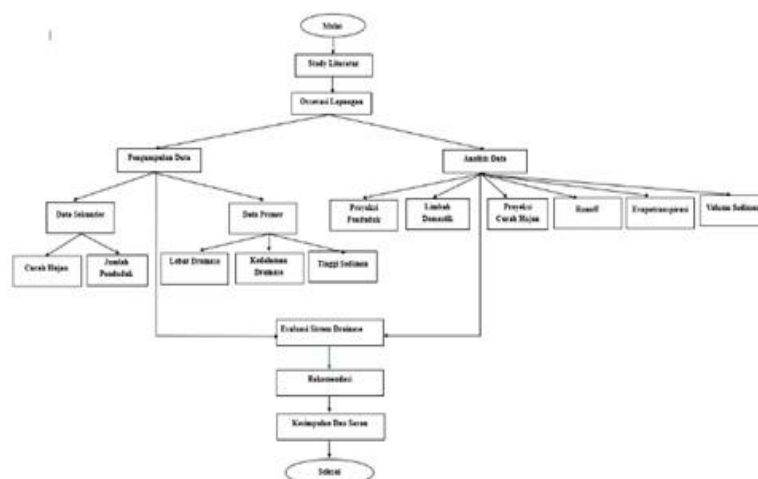 Mulai
Study Literatur
Observasi Lapangan
Pengumpulan Data
Analisis Data
Data Sekunder
Data Primer
Proyeksi
Penduduk
Limbah
Domestik
Proyeksi
Curah Hujan
Runoff
Evapotranspirasi
Volume Sedimen
Curah Hujan
Jumlah
Penduduk
Lebar Drainase
Kedalaman
Drainase
Tinggi Sedimen
Evaluasi Sistem Drainase
Rekomendasi
Kesimpulan Dan Saran
Selesai